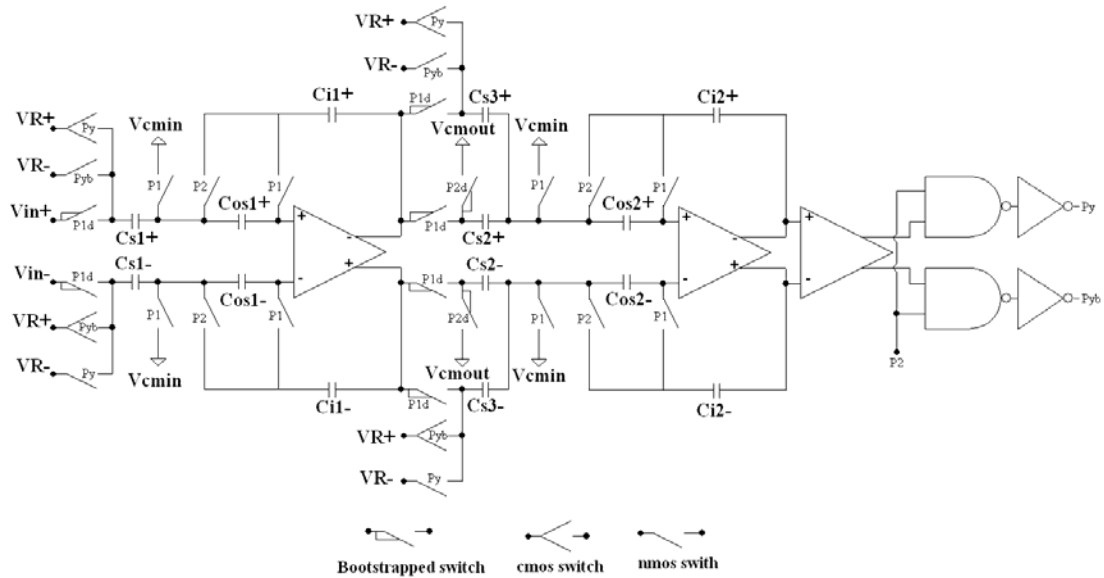 VR+
Py
VR-
Pyb
Ci1+
P1d
Cs3+
Ci2+
VR+
Py
Vcmin
Vcmout
Vcmin
VR-
Pyb
P1
P2
P1
P2d
P1
P2
P1
Vin+
P1d
Cs1+
Cos1+
+
-
P1d
Cs2+
Cos2+
+
-
+
Py
Vin-
P1d
Cs1-
Cos1-
-
+
P1d
Cs2-
Cos2-
-
+
-
Pyb
VR+
Pyb
P1
P2
P1
P2d
P1
P2
P1
VR-
Py
Vcmin
Vcmout
Vcmin
P2
Ci1-
P1d
Cs3-
Ci2-
VR+
Pyb
VR-
Py
Bootstrapped switch
cmos switch
nmos swith